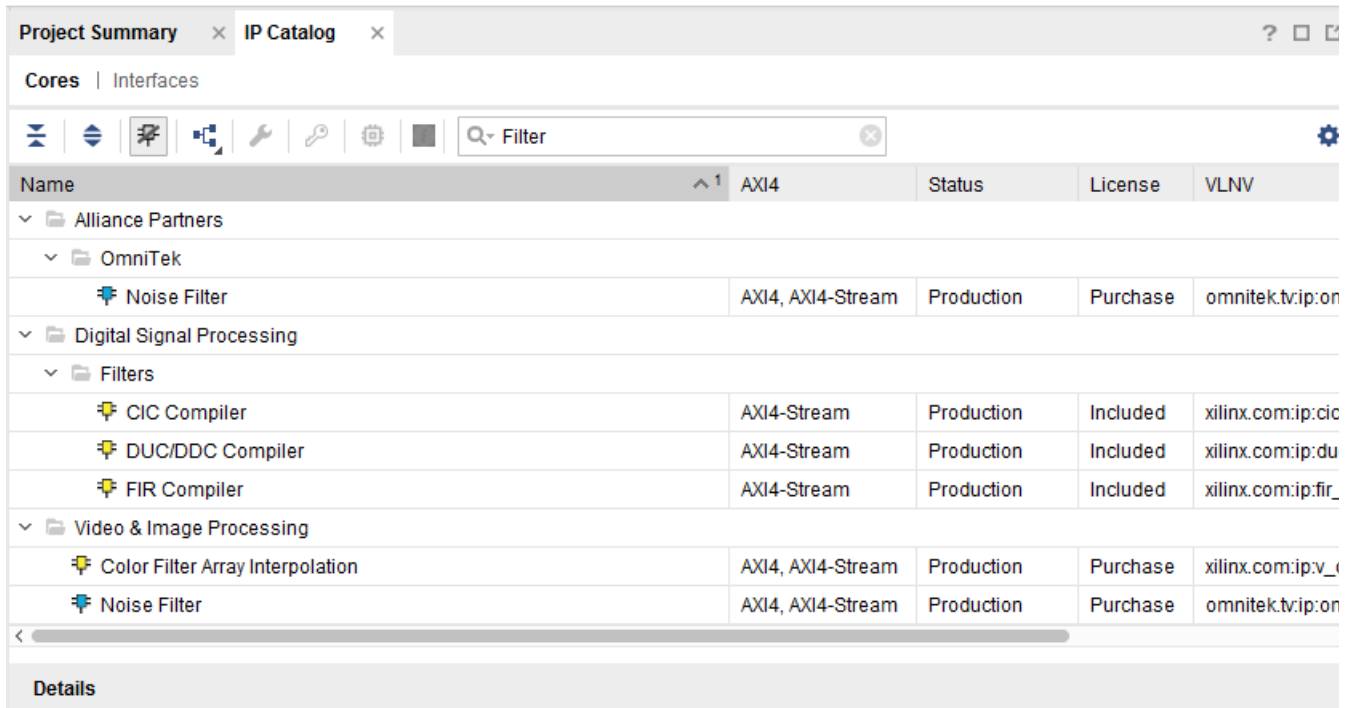 Project Summary × IP Catalog ×
?
Cores | Interfaces
Filter
Name 1 AXI4 Status License VLNV
Alliance Partners
OmniTek
Noise Filter AXI4, AXI4-Stream Production Purchase omnitek.tv:ip:on
Digital Signal Processing
Filters
CIC Compiler AXI4-Stream Production Included xilinx.com:ip:cic
DUC/DDC Compiler AXI4-Stream Production Included xilinx.com:ip:du
FIR Compiler AXI4-Stream Production Included xilinx.com:ip:fir_
Video & Image Processing
Color Filter Array Interpolation AXI4, AXI4-Stream Production Purchase xilinx.com:ip:v_
Noise Filter AXI4, AXI4-Stream Production Purchase omnitek.tv:ip:on
Details